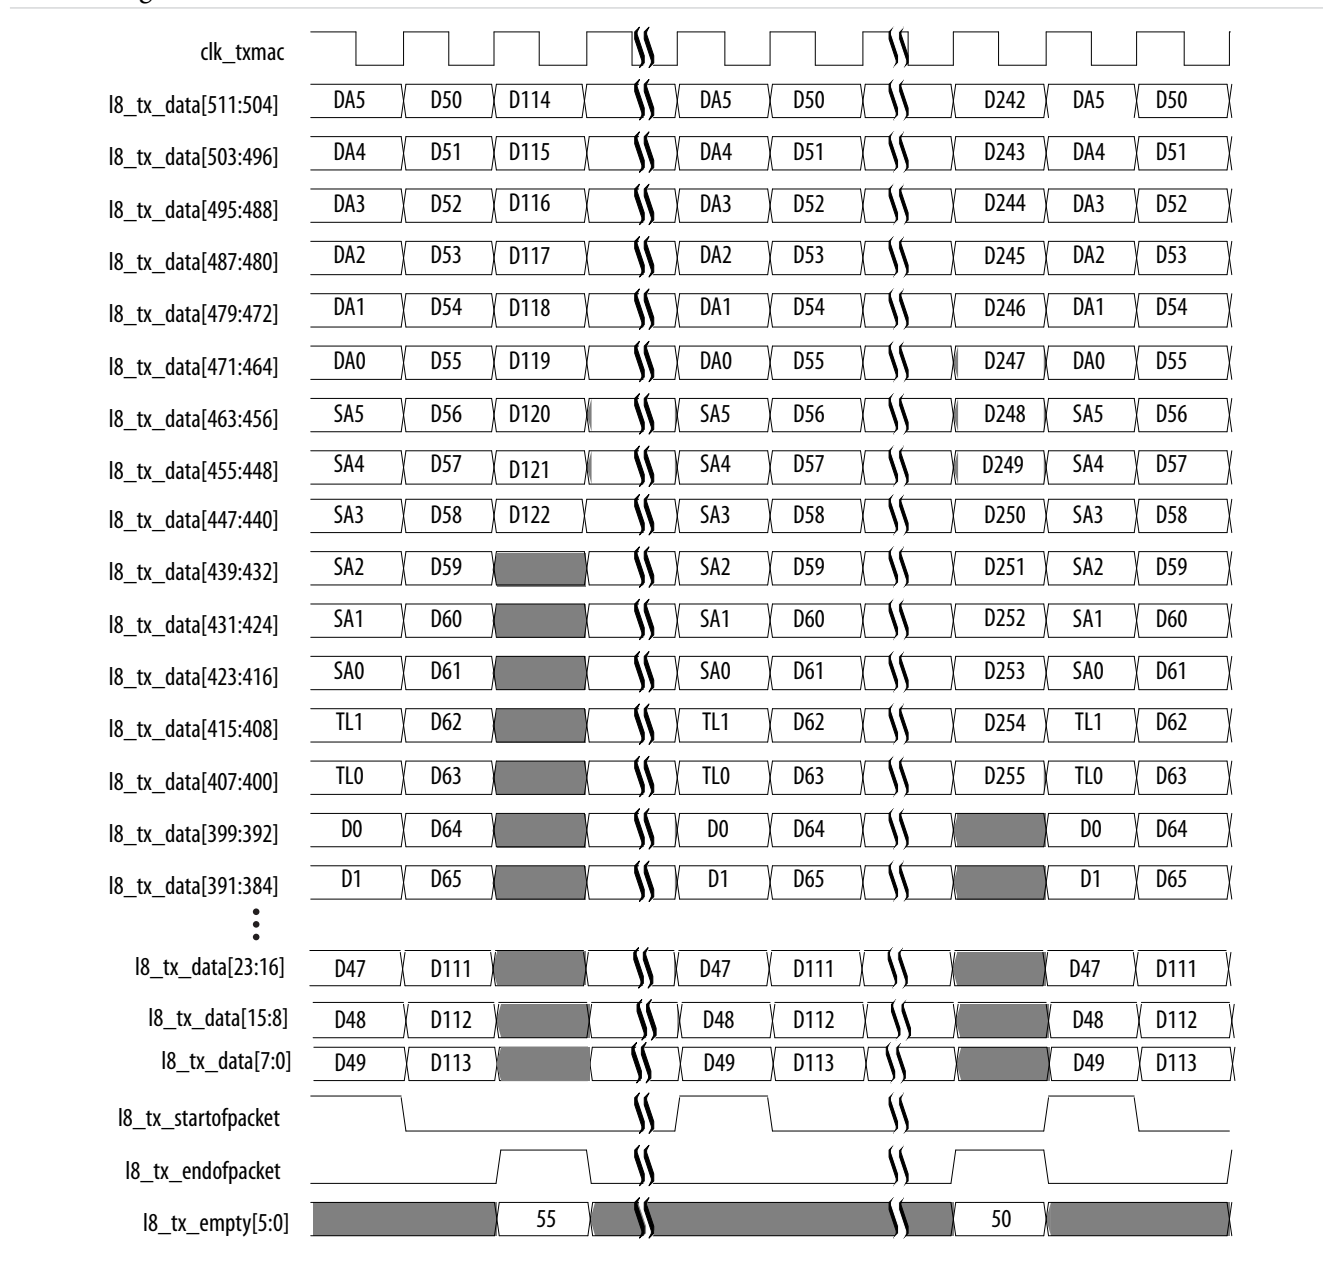 clk_txmac
l8_tx_data[511:504] DA5 D50 D114 DA5 D50 D242 DA5 D50
l8_tx_data[503:496] DA4 D51 D115 DA4 D51 D243 DA4 D51
l8_tx_data[495:488] DA3 D52 D116 DA3 D52 D244 DA3 D52
l8_tx_data[487:480] DA2 D53 D117 DA2 D53 D245 DA2 D53
l8_tx_data[479:472] DA1 D54 D118 DA1 D54 D246 DA1 D54
l8_tx_data[471:464] DA0 D55 D119 DA0 D55 D247 DA0 D55
l8_tx_data[463:456] SA5 D56 D120 SA5 D56 D248 SA5 D56
l8_tx_data[455:448] SA4 D57 D121 SA4 D57 D249 SA4 D57
l8_tx_data[447:440] SA3 D58 D122 SA3 D58 D250 SA3 D58
l8_tx_data[439:432] SA2 D59 SA2 D59 D251 SA2 D59
l8_tx_data[431:424] SA1 D60 SA1 D60 D252 SA1 D60
l8_tx_data[423:416] SA0 D61 SA0 D61 D253 SA0 D61
l8_tx_data[415:408] TL1 D62 TL1 D62 D254 TL1 D62
l8_tx_data[407:400] TL0 D63 TL0 D63 D255 TL0 D63
l8_tx_data[399:392] D0 D64 D0 D64 D0 D64
l8_tx_data[391:384] D1 D65 D1 D65 D1 D65
l8_tx_data[23:16] D47 D111 D47 D111 D47 D111
l8_tx_data[15:8] D48 D112 D48 D112 D48 D112
l8_tx_data[7:0] D49 D113 D49 D113 D49 D113
l8_tx_startofpacket
l8_tx_endofpacket
l8_tx_empty[5:0] 55 50